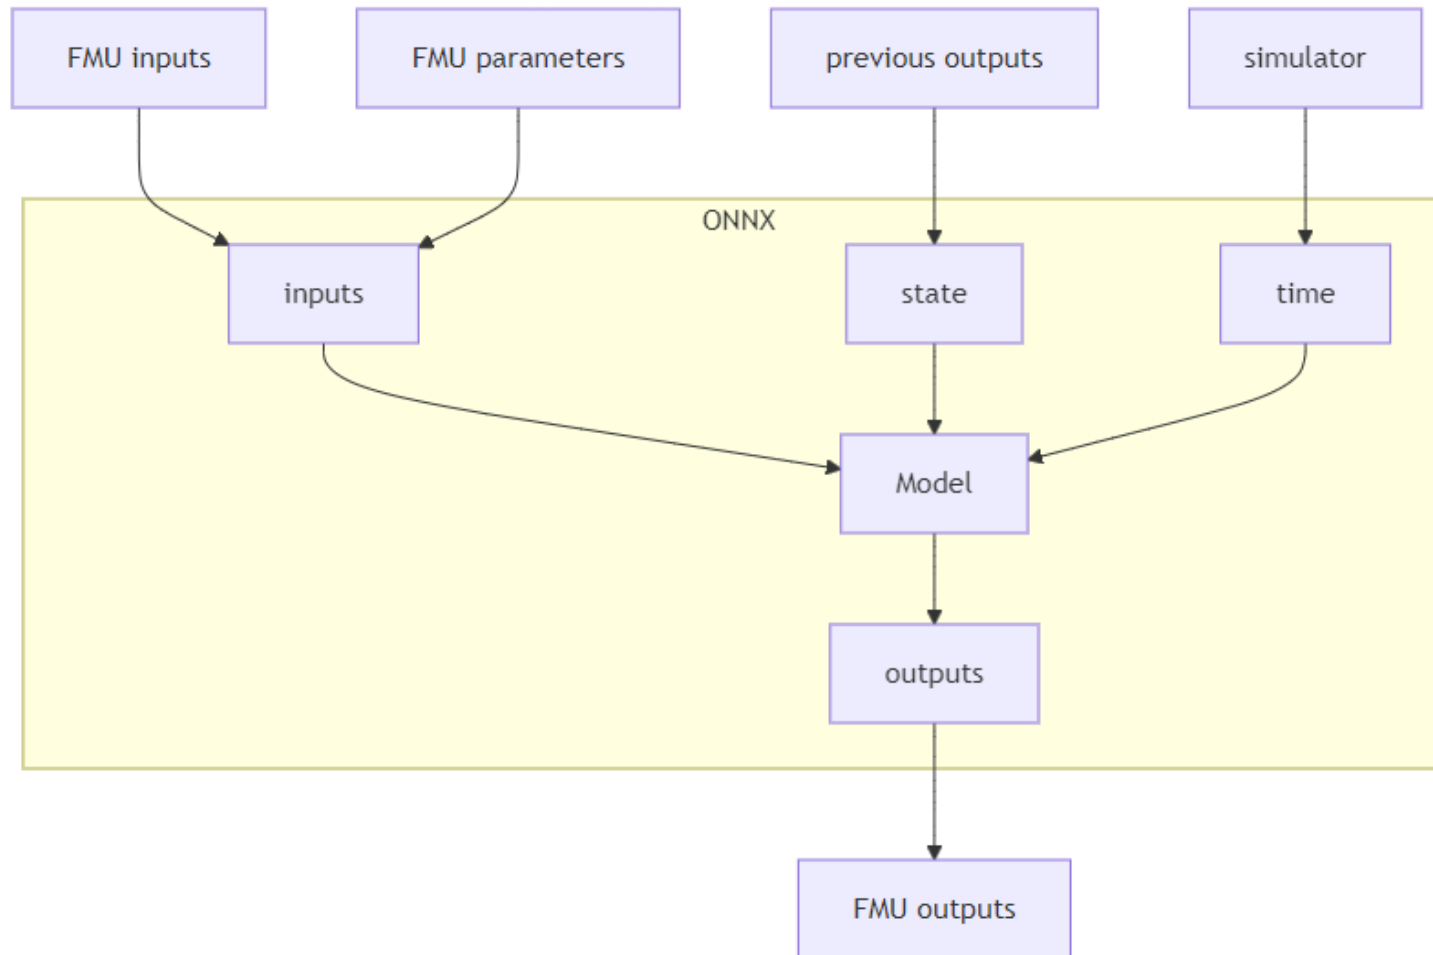 FMU inputs
FMU parameters
previous outputs
simulator
ONNX
inputs
state
time
Model
outputs
FMU outputs